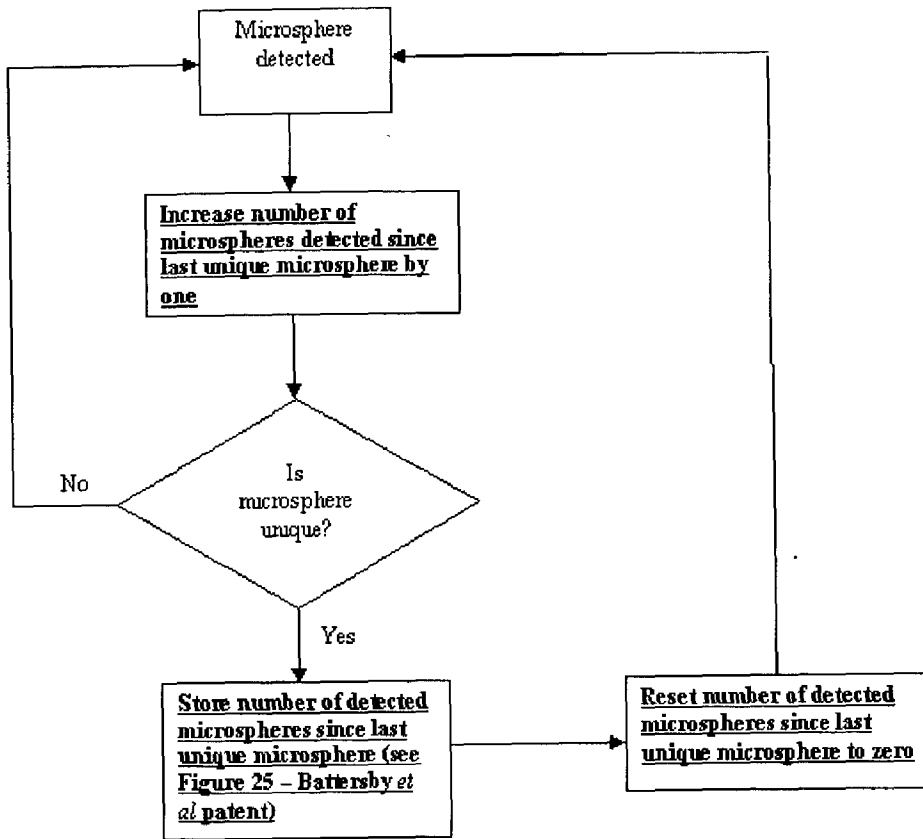 Microsphere
detected
Increase number of
microspheres detected since
last unique microsphere by
one
Is
microsphere
unique?
No
Yes
Store number of detected
microspheres since last
unique microsphere (see
Figure 25 – Battersby et
al patent)
Reset number of detected
microspheres since last
unique microsphere to zero